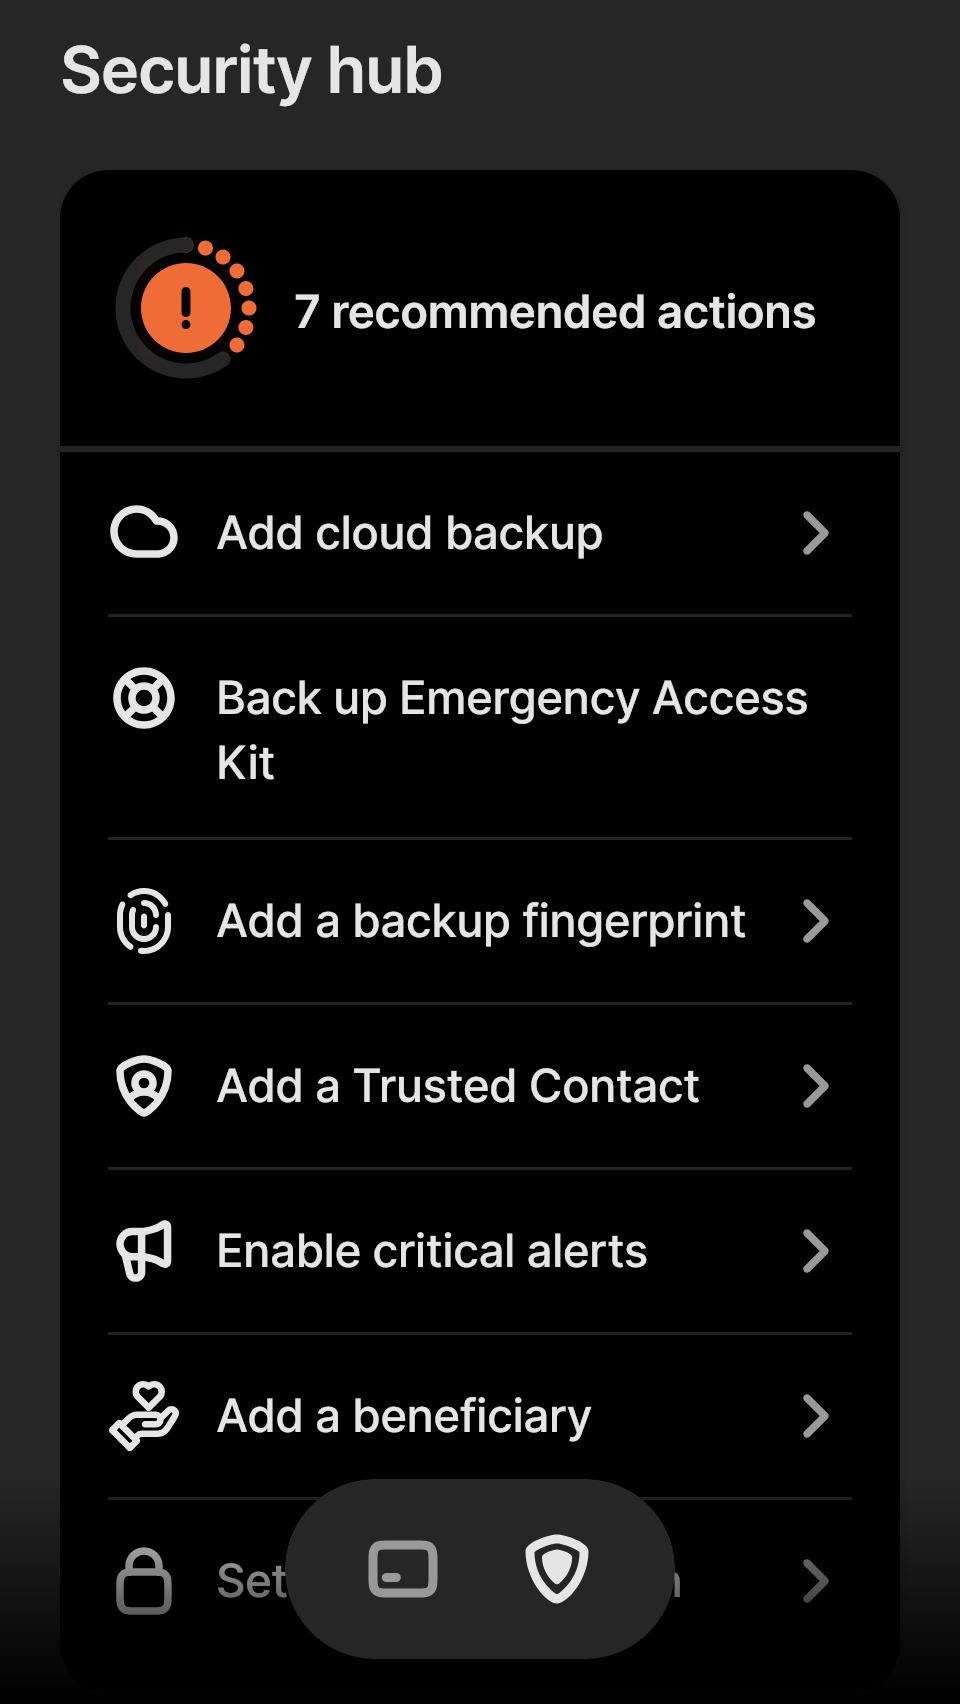 Security hub
7 recommended actions
Add cloud backup
Back up Emergency Access
Kit
Add a backup fingerprint
Add a Trusted Contact
Enable critical alerts
Add a beneficiary
Set